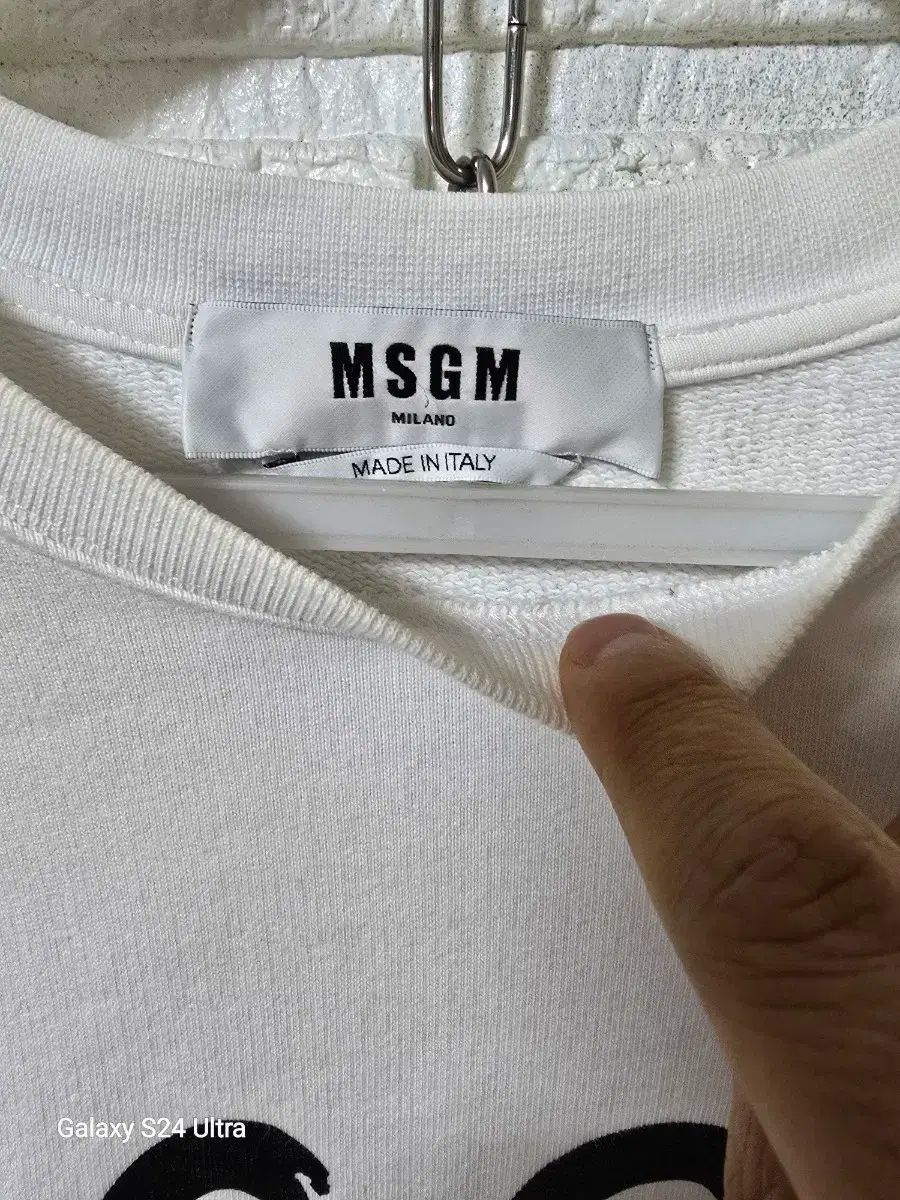 MSGM
MILANO
MADE IN ITALY
Galaxy S24 Ultra